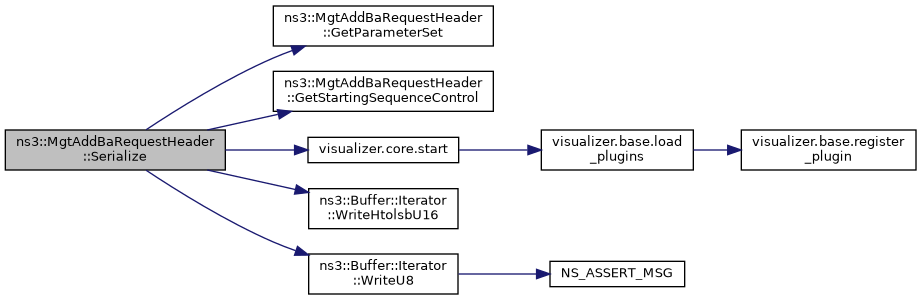 ns3::MgtAddBaRequestHeader
::GetParameterSet
ns3::MgtAddBaRequestHeader
::GetStartingSequenceControl
ns3::MgtAddBaRequestHeader
::Serialize
visualizer.core.start
visualizer.base.load
_plugins
visualizer.base.register
_plugin
ns3::Buffer::Iterator
::WriteHtolsbU16
ns3::Buffer::Iterator
::WriteU8
NS_ASSERT_MSG